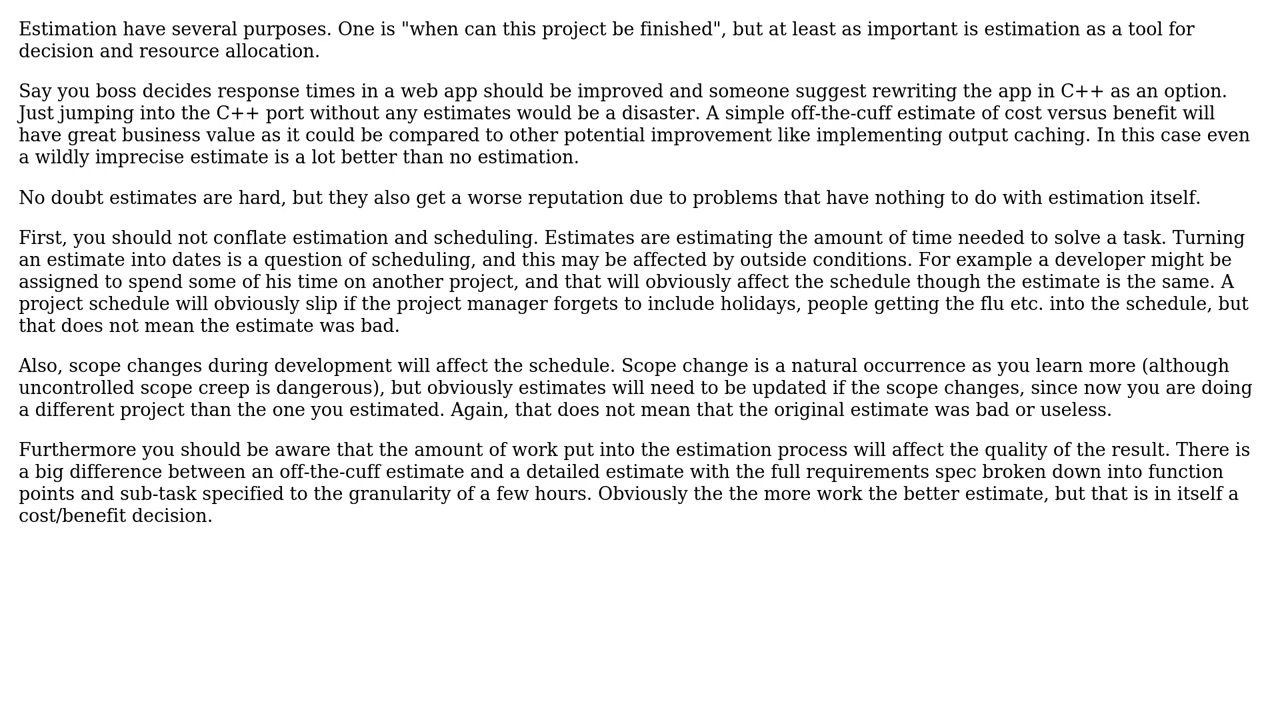 Estimation have several purposes. One is "when can this project be finished", but at least as important is estimation as a tool for
decision and resource allocation.
Say you boss decides response times in a web app should be improved and someone suggest rewriting the app in C++ as an option.
Just jumping into the C++ port without any estimates would be a disaster. A simple off-the-cuff estimate of cost versus benefit will
have great business value as it could be compared to other potential improvement like implementing output caching. In this case even
a wildly imprecise estimate is a lot better than no estimation.
No doubt estimates are hard, but they also get a worse reputation due to problems that have nothing to do with estimation itself.
First, you should not conflate estimation and scheduling. Estimates are estimating the amount of time needed to solve a task. Turning
an estimate into dates is a question of scheduling, and this may be affected by outside conditions. For example a developer might be
assigned to spend some of his time on another project, and that will obviously affect the schedule though the estimate is the same. A
project schedule will obviously slip if the project manager forgets to include holidays, people getting the flu etc. into the schedule, but
that does not mean the estimate was bad.
Also, scope changes during development will affect the schedule. Scope change is a natural occurrence as you learn more (although
uncontrolled scope creep is dangerous), but obviously estimates will need to be updated if the scope changes, since now you are doing
a different project than the one you estimated. Again, that does not mean that the original estimate was bad or useless.
Furthermore you should be aware that the amount of work put into the estimation process will affect the quality of the result. There is
a big difference between an off-the-cuff estimate and a detailed estimate with the full requirements spec broken down into function
points and sub-task specified to the granularity of a few hours. Obviously the the more work the better estimate, but that is in itself a
cost/benefit decision.